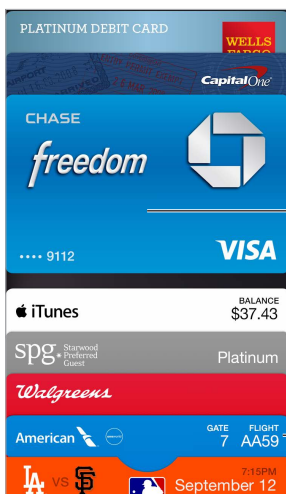 PLATINUM DEBIT CARD
WELLS
FARGO
CapitalOne
CHASE
freedom
•••• 9112
VISA
iTunes
BALANCE
$37.43
spg. Starwood
Preferred
Guest
Platinum
Walgreens
American
GATE
7
FLIGHT
AA59
LA vs SF
7:15PM
September 12